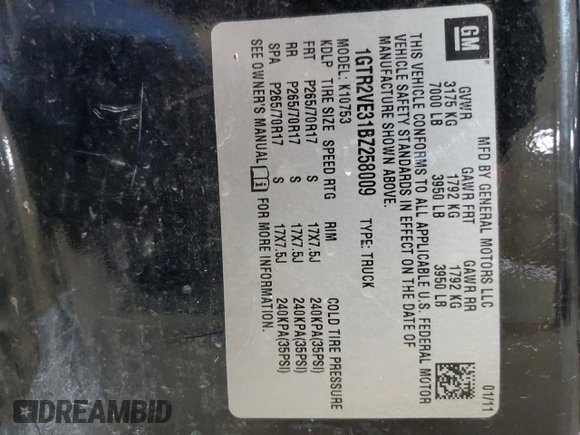 GM
MFD BY GENERAL MOTORS LLC
01/11
GVWR GAWR FRT GAWR RR
3175 KG 1792 KG 1792 KG
7000 LB 3950 LB 3950 LB
THIS VEHICLE CONFORMS TO ALL APPLICABLE U.S. FEDERAL MOTOR
VEHICLE SAFETY STANDARDS IN EFFECT ON THE DATE OF
MANUFACTURE SHOWN ABOVE.
1GTR2VE31BZ258009 TYPE: TRUCK
MODEL: K10753
KDLP TIRE SIZE SPEED RTG RIM COLD TIRE PRESSURE
FRT P265/70R17 S 17X7.5J 240KPA(35PSI)
RR P265/70R17 S 17X7.5J 240KPA(35PSI)
SPA P265/70R17 S 17X7.5J 240KPA(35PSI)
SEE OWNER'S MANUAL FOR MORE INFORMATION.
DREAMBID